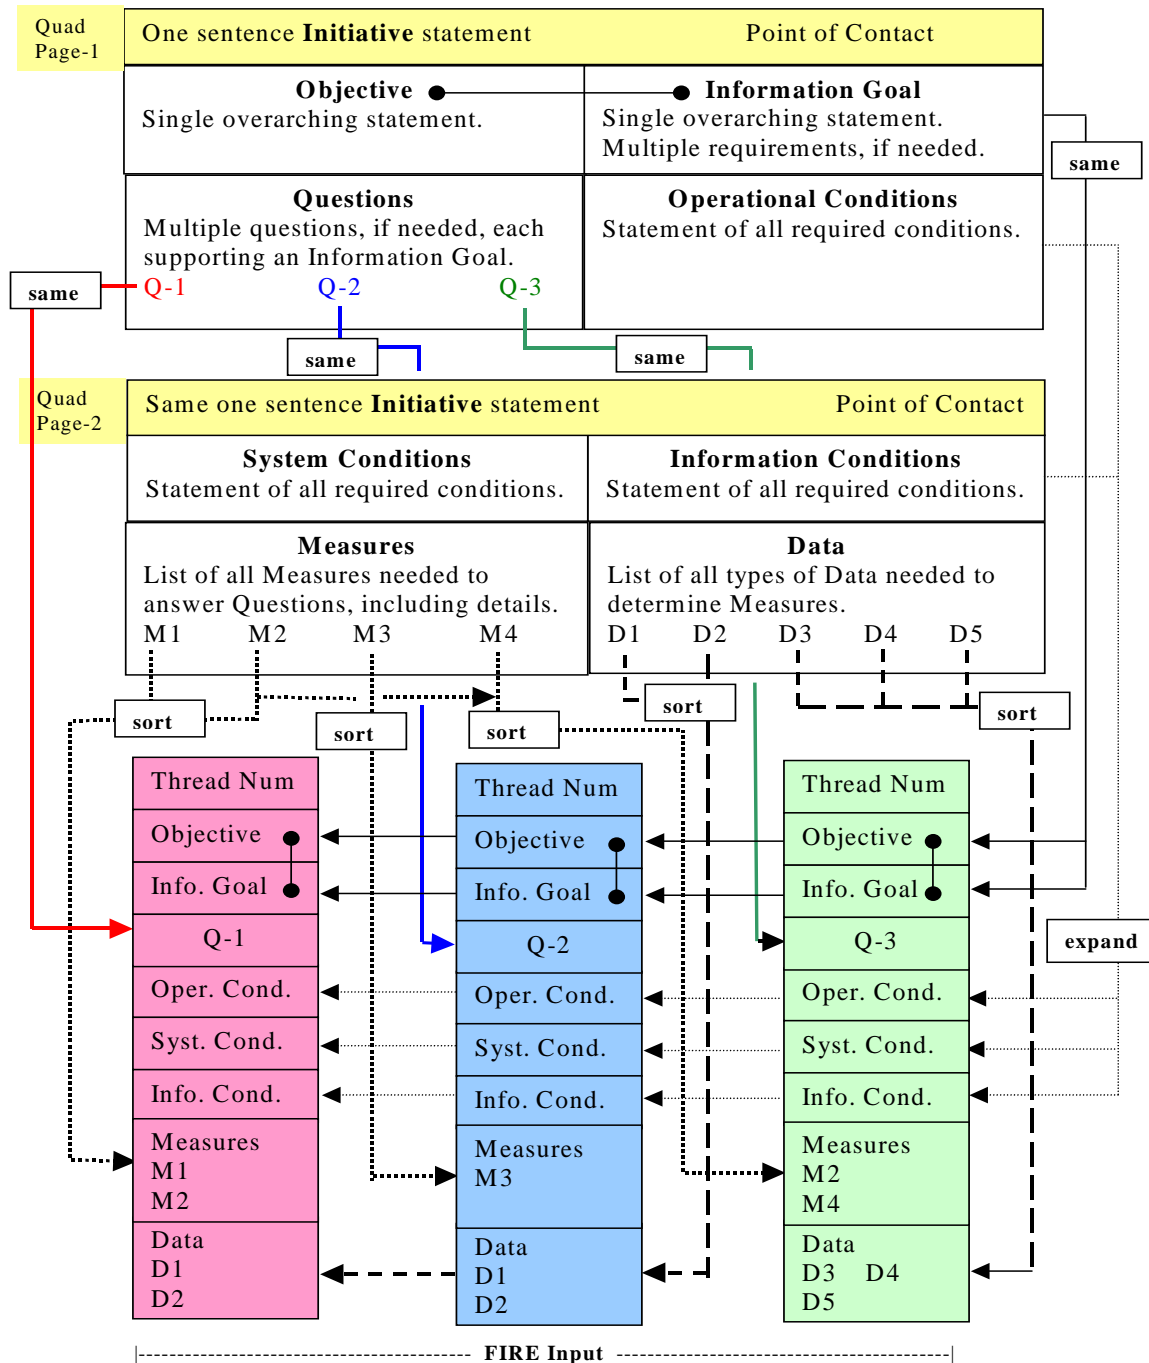 Quad
Page-1
One sentence Initiative statement Point of Contact
Objective
Single overarching statement.
Information Goal
Single overarching statement.
Multiple requirements, if needed.
same
Questions
Multiple questions, if needed, each
supporting an Information Goal.
Q-1 Q-2 Q-3
Operational Conditions
Statement of all required conditions.
same
same
same
Quad
Page-2
Same one sentence Initiative statement Point of Contact
System Conditions
Statement of all required conditions.
Information Conditions
Statement of all required conditions.
Measures
List of all Measures needed to
answer Questions, including details.
M1 M2 M3 M4
Data
List of all types of Data needed to
determine Measures.
D1 D2 D3 D4 D5
sort
sort
sort
sort
sort
Thread Num
Objective
Info. Goal
Q-1
Oper. Cond.
Syst. Cond.
Info. Cond.
Measures
M1
M2
Data
D1
D2
Thread Num
Objective
Info. Goal
Q-2
Oper. Cond.
Syst. Cond.
Info. Cond.
Measures
M3
Data
D1
D2
Thread Num
Objective
Info. Goal
Q-3
Oper. Cond.
Syst. Cond.
Info. Cond.
Measures
M2
M4
Data
D3 D4
D5
expand
|---------------------------------------- FIRE Input ----------------------------------------|